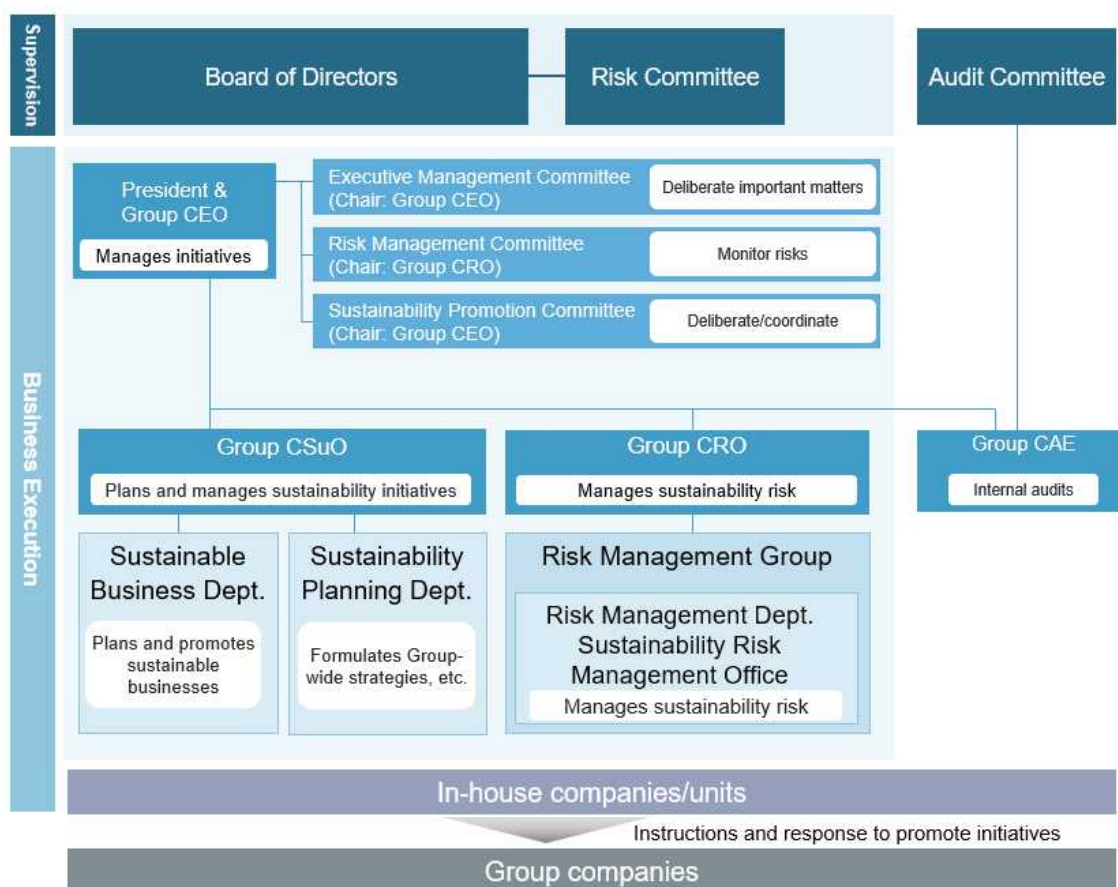 Supervision
Board of Directors
Risk Committee
Audit Committee
Business Execution
President &
Group CEO
Manages initiatives
Executive Management Committee
(Chair: Group CEO)
Deliberate important matters
Risk Management Committee
(Chair: Group CRO)
Monitor risks
Sustainability Promotion Committee
(Chair: Group CEO)
Deliberate/coordinate
Group CSuO
Plans and manages sustainability initiatives
Group CRO
Manages sustainability risk
Group CAE
Internal audits
Sustainable
Business Dept.
Plans and promotes
sustainable
businesses
Sustainability
Planning Dept.
Formulates Group-
wide strategies, etc.
Risk Management Group
Risk Management Dept.
Sustainability Risk
Management Office
Manages sustainability risk
In-house companies/units
Instructions and response to promote initiatives
Group companies